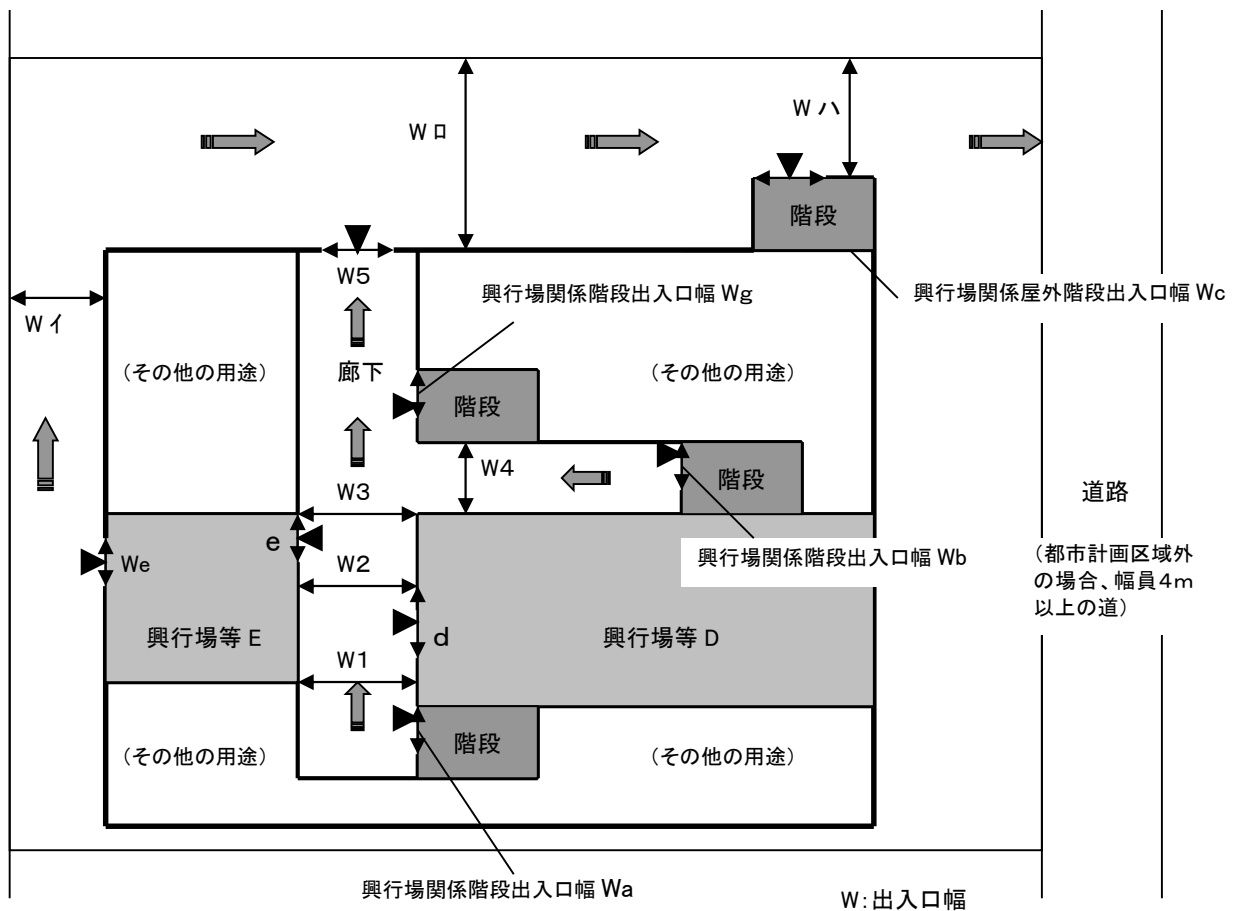 Wロ
Wハ
階段
W5
興行場関係階段出入口幅 Wg
興行場関係屋外階段出入口幅 Wc
Wイ
(その他の用途)
廊下
(その他の用途)
階段
W4
階段
W3
道路
e
We
W2
興行場関係階段出入口幅 Wb
(都市計画区域外
の場合、幅員4m
以上の道)
興行場等 E
d
興行場等 D
W1
(その他の用途)
階段
(その他の用途)
興行場関係階段出入口幅 Wa
W:出入口幅